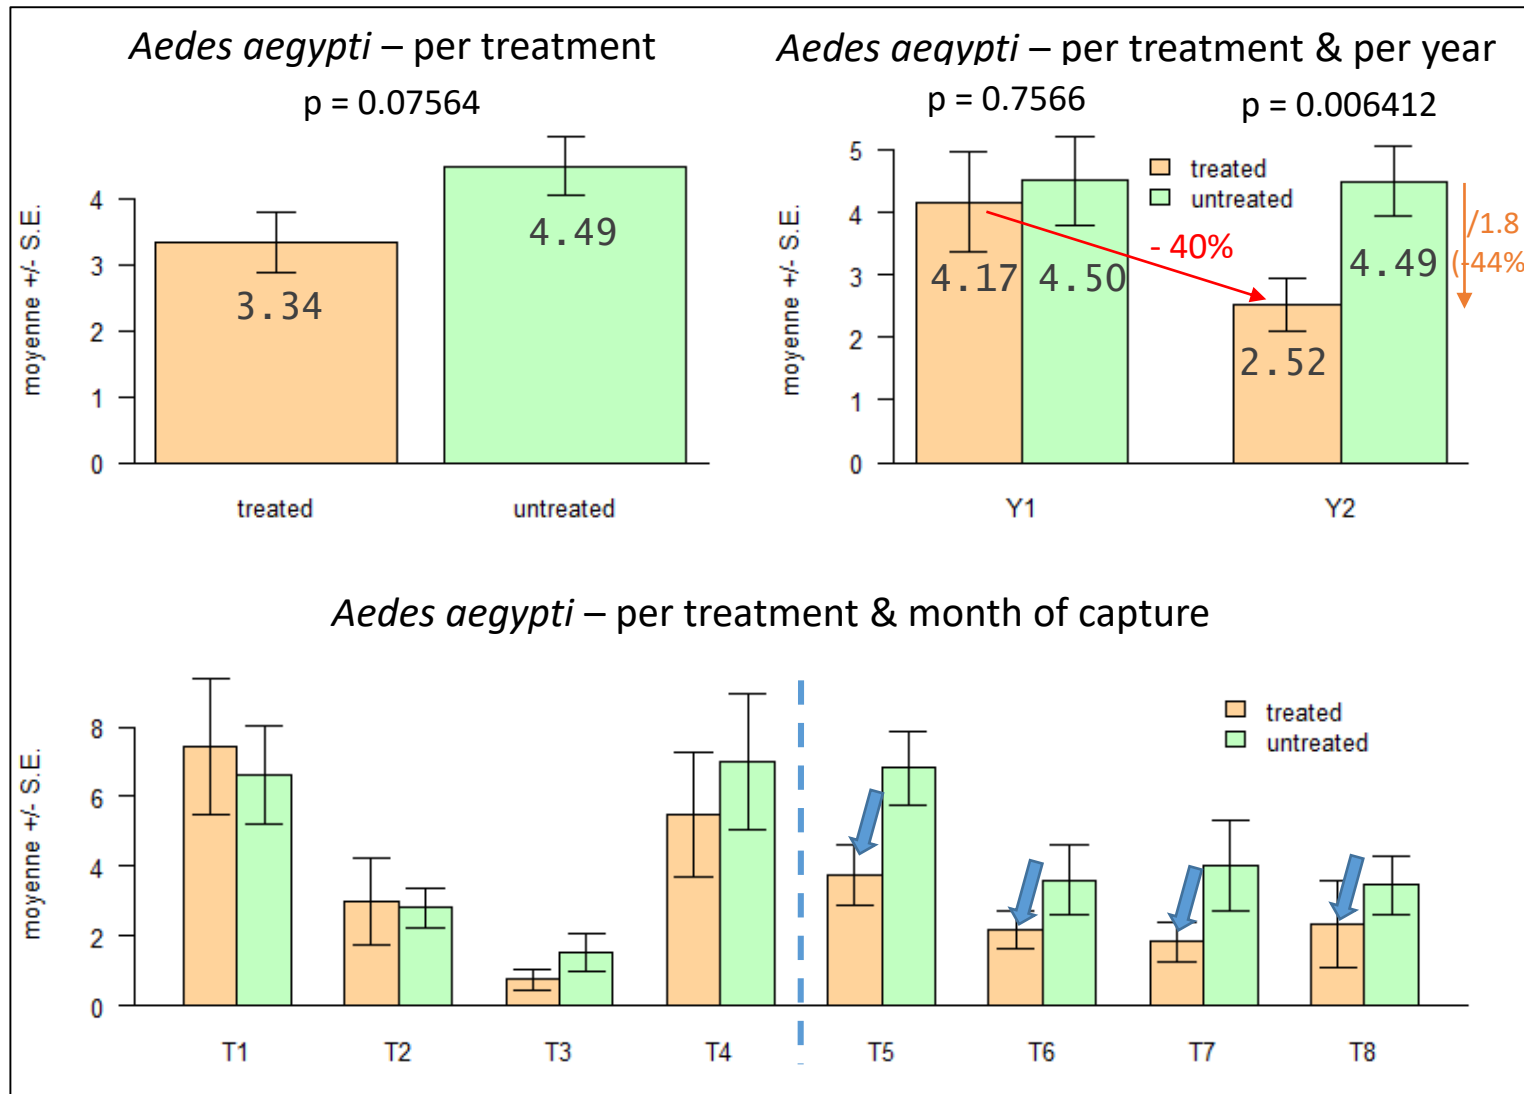 Aedes aegypti – per treatment
p = 0.07564
moyenne +/- S.E.
4
3
2
1
0
3.34
4.49
treated
untreated
Aedes aegypti – per treatment & per year
p = 0.7566
p = 0.006412
moyenne +/- S.E.
5
4
3
2
1
0
treated
untreated
4.17
4.50
- 40%
2.52
4.49
/1.8
(-44%
Y1
Y2
Aedes aegypti – per treatment & month of capture
moyenne +/- S.E.
8
6
4
2
0
treated
untreated
T1
T2
T3
T4
T5
T6
T7
T8